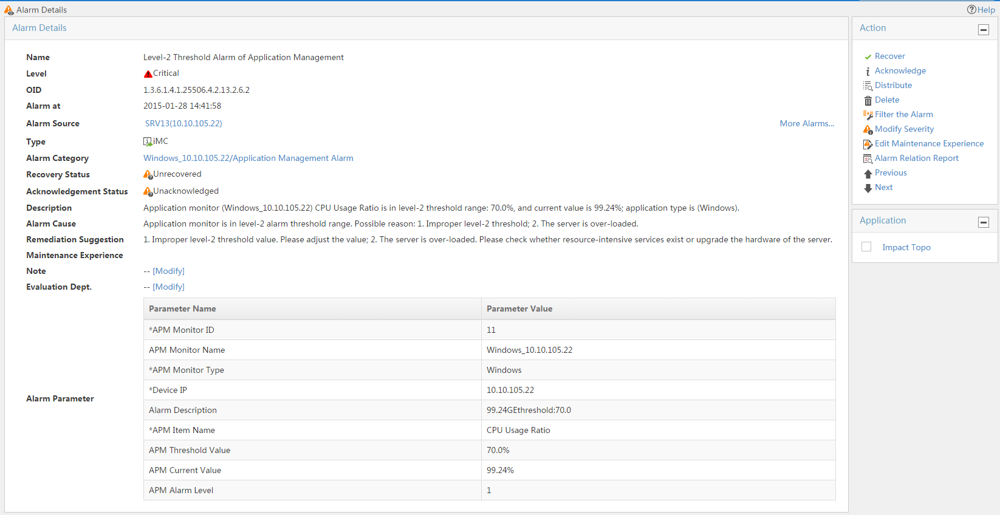 Alarm Details
Help
Alarm Details
Name Level-2 Threshold Alarm of Application Management
Level Critical
OID 1.3.6.1.4.1.25506.4.2.13.2.6.2
Alarm at 2015-01-28 14:41:58
Alarm Source SRV13(10.10.105.22) More Alarms...
Type iMC
Alarm Category Windows_10.10.105.22/Application Management Alarm
Recovery Status Unrecovered
Acknowledgement Status Unacknowledged
Description Application monitor (Windows_10.10.105.22) CPU Usage Ratio is in level-2 threshold range: 70.0%, and current value is 99.24%; application type is (Windows).
Alarm Cause Application monitor is in level-2 alarm threshold range. Possible reason: 1. Improper level-2 threshold; 2. The server is over-loaded.
Remediation Suggestion 1. Improper level-2 threshold value. Please adjust the value; 2. The server is over-loaded. Please check whether resource-intensive services exist or upgrade the hardware of the server.
Maintenance Experience
Note -- [Modify]
Evaluation Dept. -- [Modify]
Alarm Parameter
Parameter Name Parameter Value
*APM Monitor ID 11
APM Monitor Name Windows_10.10.105.22
*APM Monitor Type Windows
*Device IP 10.10.105.22
Alarm Description 99.24GEthreshold:70.0
*APM Item Name CPU Usage Ratio
APM Threshold Value 70.0%
APM Current Value 99.24%
APM Alarm Level 1
Action
Recover
Acknowledge
Distribute
Delete
Filter the Alarm
Modify Severity
Edit Maintenance Experience
Alarm Relation Report
Previous
Next
Application
Impact Topo